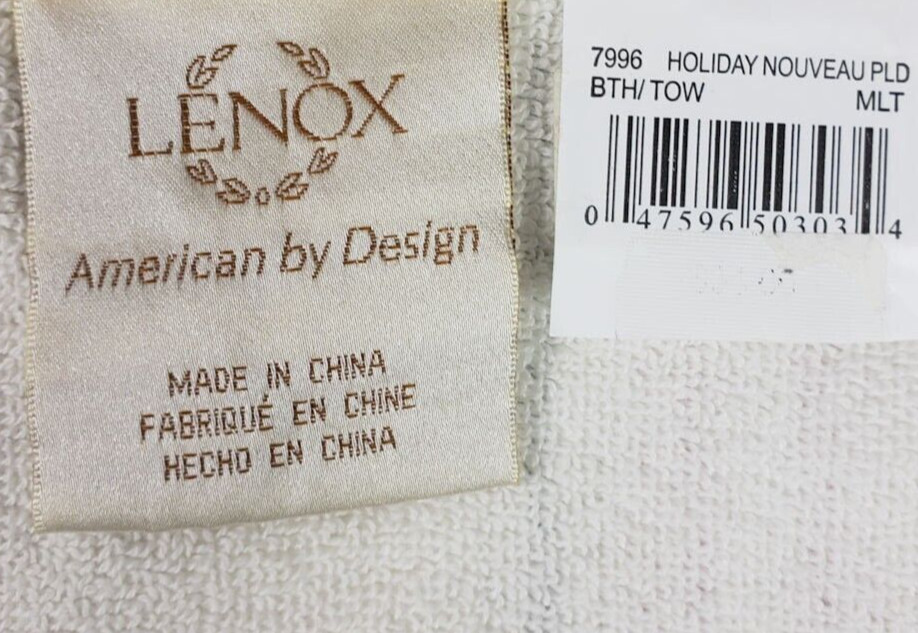 LENOX
American by Design
MADE IN CHINA
FABRIQUÉ EN CHINE
HECHO EN CHINA
7996 HOLIDAY NOUVEAU PLD
BTH/ TOW MLT
0 47596 50303 4